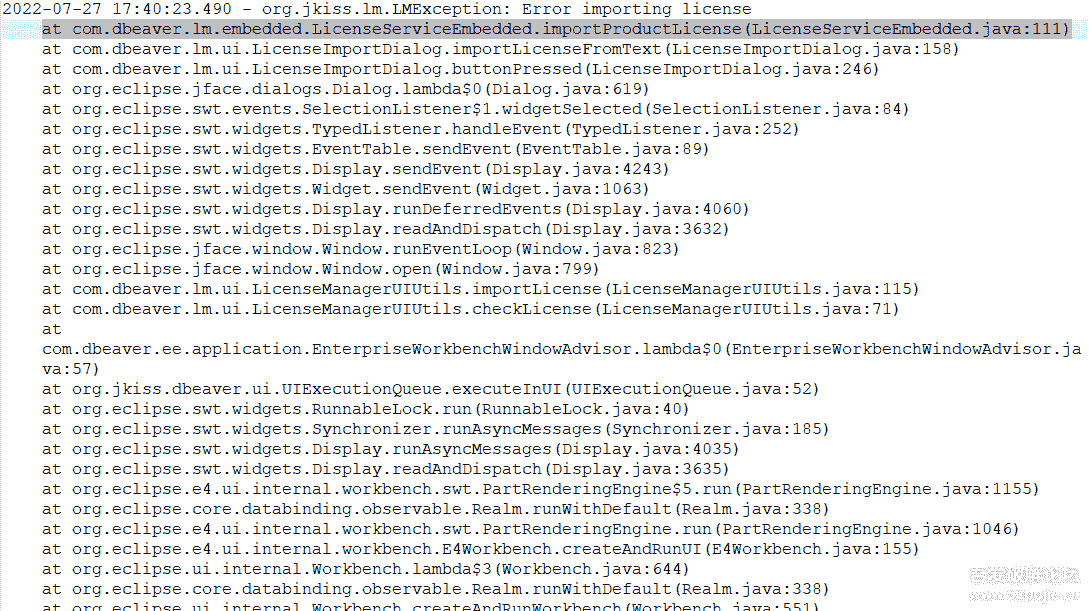 2022-07-27 17:40:23.490 - org.jkiss.lm.LMException: Error importing license
at com.dbeaver.lm.embedded.LicenseServiceEmbedded.importProductLicense(LicenseServiceEmbedded.java:111)
at com.dbeaver.lm.ui.LicenseImportDialog.importLicenseFromText(LicenseImportDialog.java:158)
at com.dbeaver.lm.ui.LicenseImportDialog.buttonPressed(LicenseImportDialog.java:246)
at org.eclipse.jface.dialogs.Dialog.lambda$0(Dialog.java:619)
at org.eclipse.swt.events.SelectionListener$1.widgetSelected(SelectionListener.java:84)
at org.eclipse.swt.widgets.TypedListener.handleEvent(TypedListener.java:252)
at org.eclipse.swt.widgets.EventTable.sendEvent(EventTable.java:89)
at org.eclipse.swt.widgets.Display.sendEvent(Display.java:4243)
at org.eclipse.swt.widgets.Widget.sendEvent(Widget.java:1063)
at org.eclipse.swt.widgets.Display.runDeferredEvents(Display.java:4060)
at org.eclipse.swt.widgets.Display.readAndDispatch(Display.java:3632)
at org.eclipse.jface.window.Window.runEventLoop(Window.java:823)
at org.eclipse.jface.window.Window.open(Window.java:799)
at com.dbeaver.lm.ui.LicenseManagerUIUtils.importLicense(LicenseManagerUIUtils.java:115)
at com.dbeaver.lm.ui.LicenseManagerUIUtils.checkLicense(LicenseManagerUIUtils.java:71)
at
com.dbeaver.ee.application.EnterpriseWorkbenchWindowAdvisor.lambda$0(EnterpriseWorkbenchWindowAdvisor.ja
va:57)
at org.jkiss.dbeaver.ui.UIExecutionQueue.executeInUI(UIExecutionQueue.java:52)
at org.eclipse.swt.widgets.RunnableLock.run(RunnableLock.java:40)
at org.eclipse.swt.widgets.Synchronizer.runAsyncMessages(Synchronizer.java:185)
at org.eclipse.swt.widgets.Display.runAsyncMessages(Display.java:4035)
at org.eclipse.swt.widgets.Display.readAndDispatch(Display.java:3635)
at org.eclipse.e4.ui.internal.workbench.swt.PartRenderingEngine$5.run(PartRenderingEngine.java:1155)
at org.eclipse.core.databinding.observable.Realm.runWithDefault(Realm.java:338)
at org.eclipse.e4.ui.internal.workbench.swt.PartRenderingEngine.run(PartRenderingEngine.java:1046)
at org.eclipse.e4.ui.internal.workbench.E4Workbench.createAndRunUI(E4Workbench.java:155)
at org.eclipse.ui.internal.Workbench.lambda$3(Workbench.java:644)
at org.eclipse.core.databinding.observable.Realm.runWithDefault(Realm.java:338)
at org.eclipse.ui.internal.Workbench.createAndRunWorkbench(Workbench.java:551)